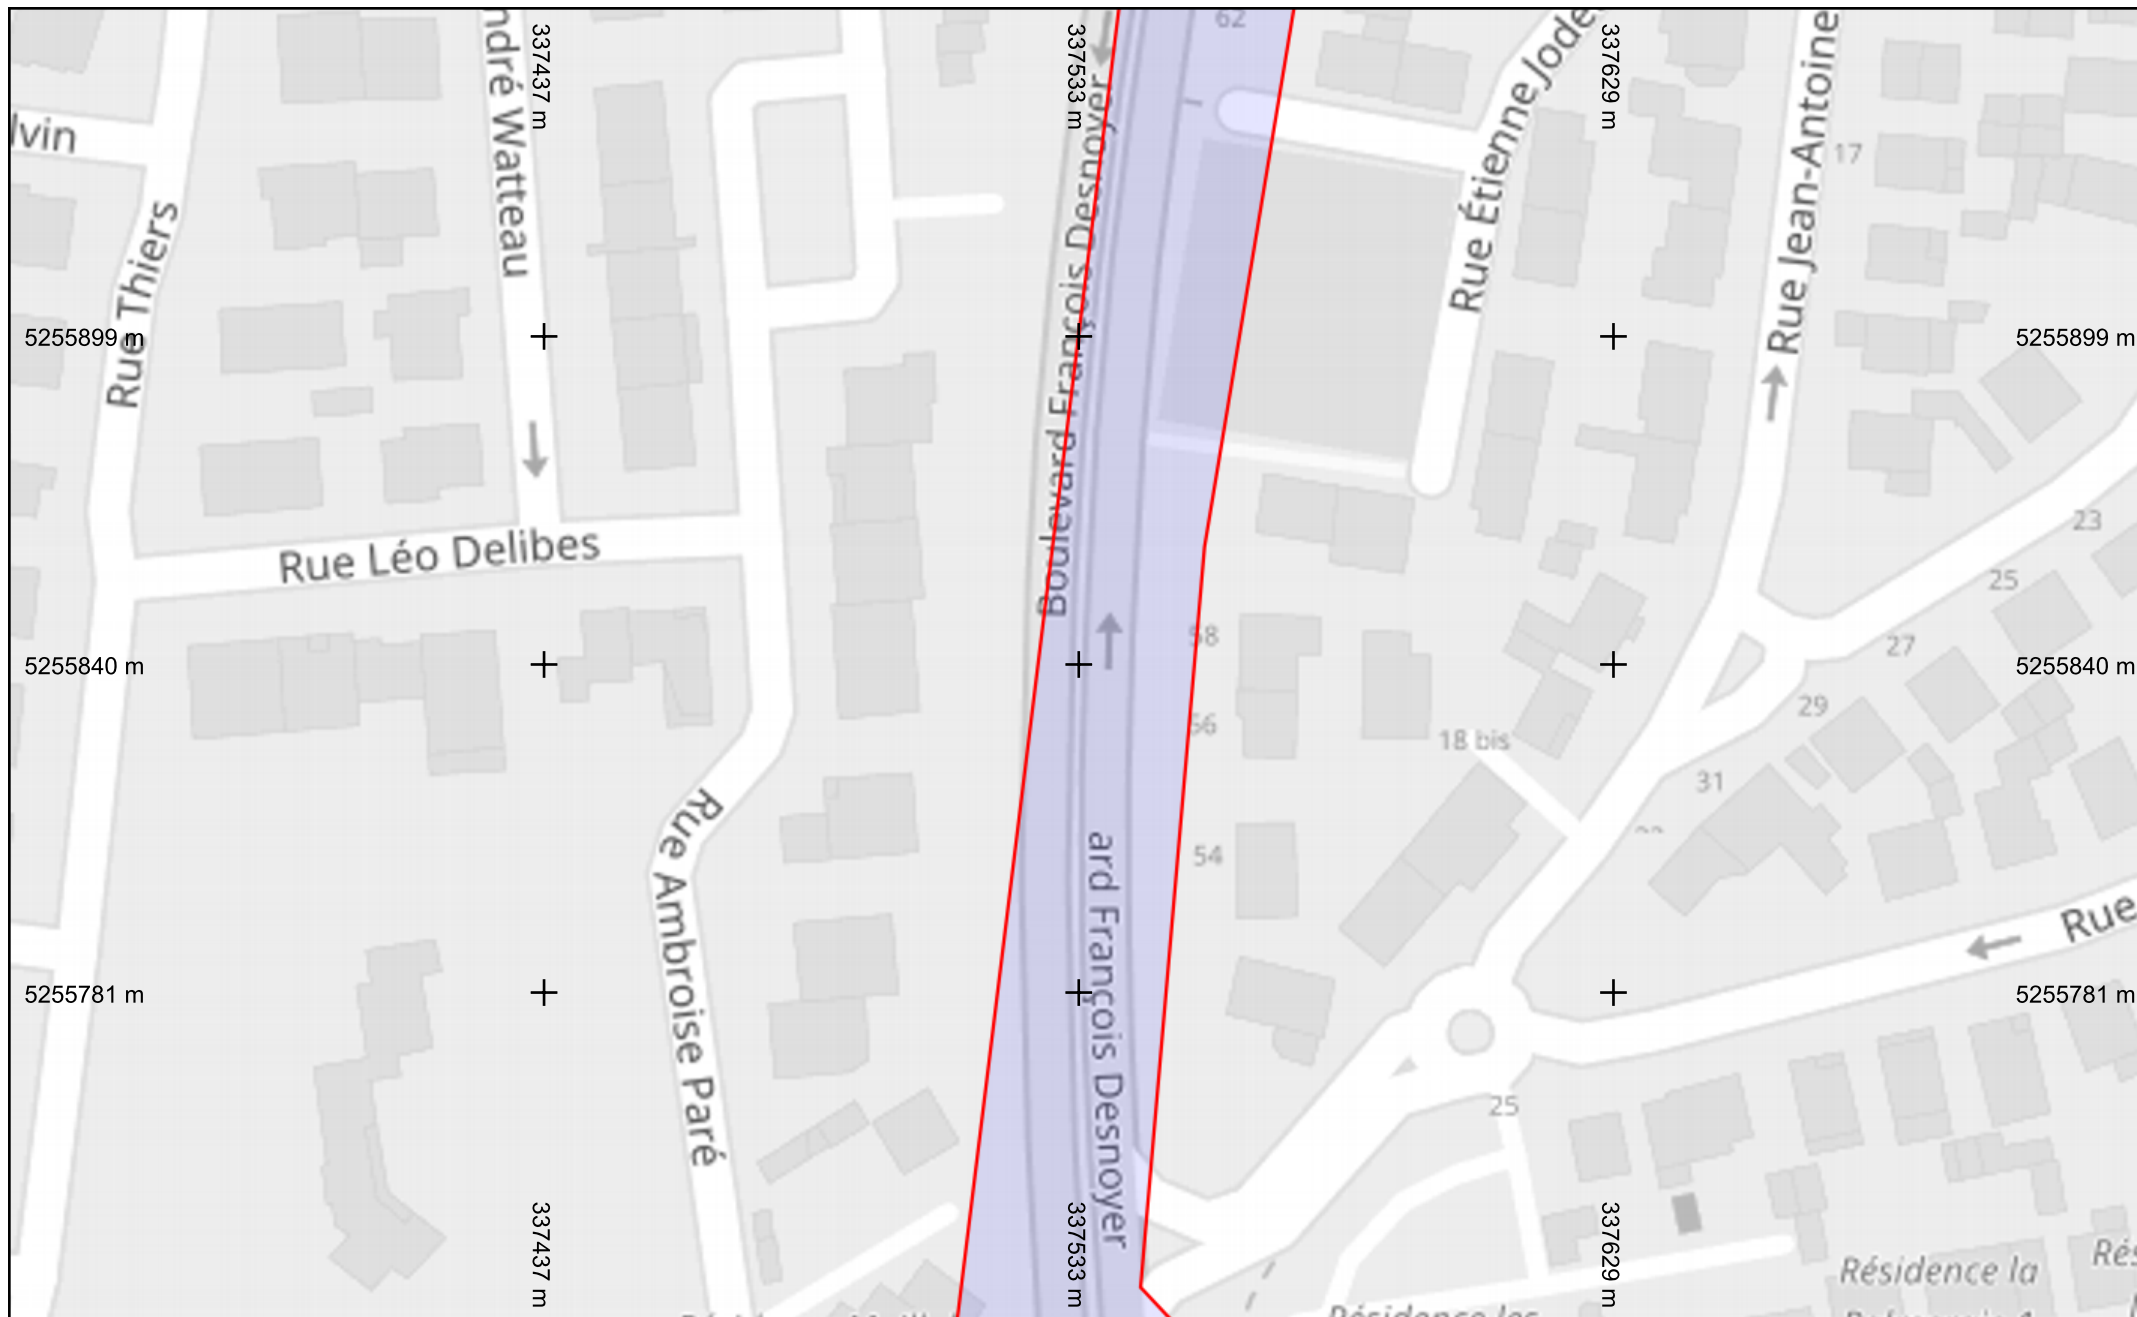 62
ndré Watteau
337437 m
337533 m
337629 m
Rue Étienne Jode
Rue Jean-Antoine
lvin
17
Rue Thiers
Boulevard François Desnoyer
5255899 m
5255899 m
23
Rue Léo Delibes
25
58
27
5255840 m
5255840 m
29
56
18 bis
31
Rue Ambroise Paré
54
ard François Desnoyer
Rue
5255781 m
5255781 m
25
337437 m
337533 m
337629 m
Résidence la
Rés
Résidence les